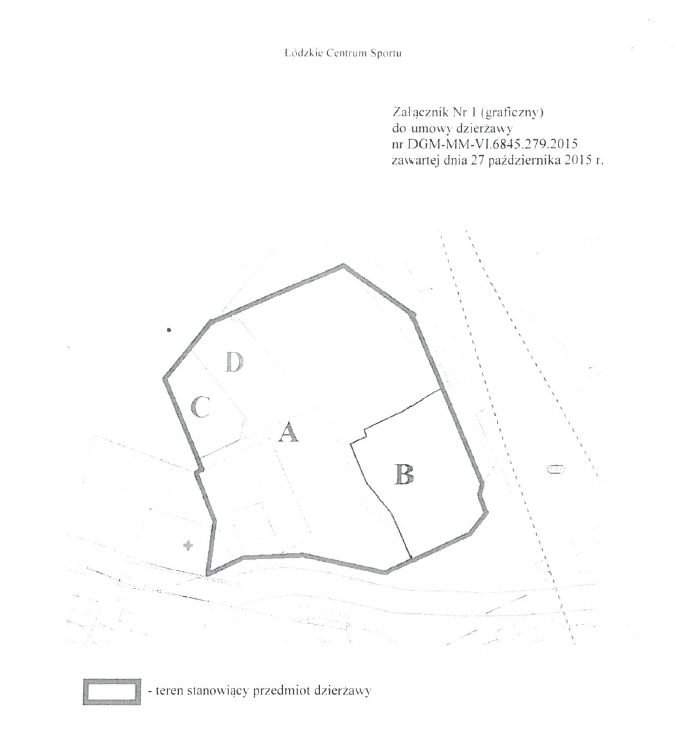 Łódzkie Centrum Sportu
Załącznik Nr 1 (graficzny)
do umowy dzierżawy
nr DGM-MM-VI.6845.279.2015
zawartej dnia 27 października 2015 r.
D
C
A
B
- teren stanowiący przedmiot dzierżawy